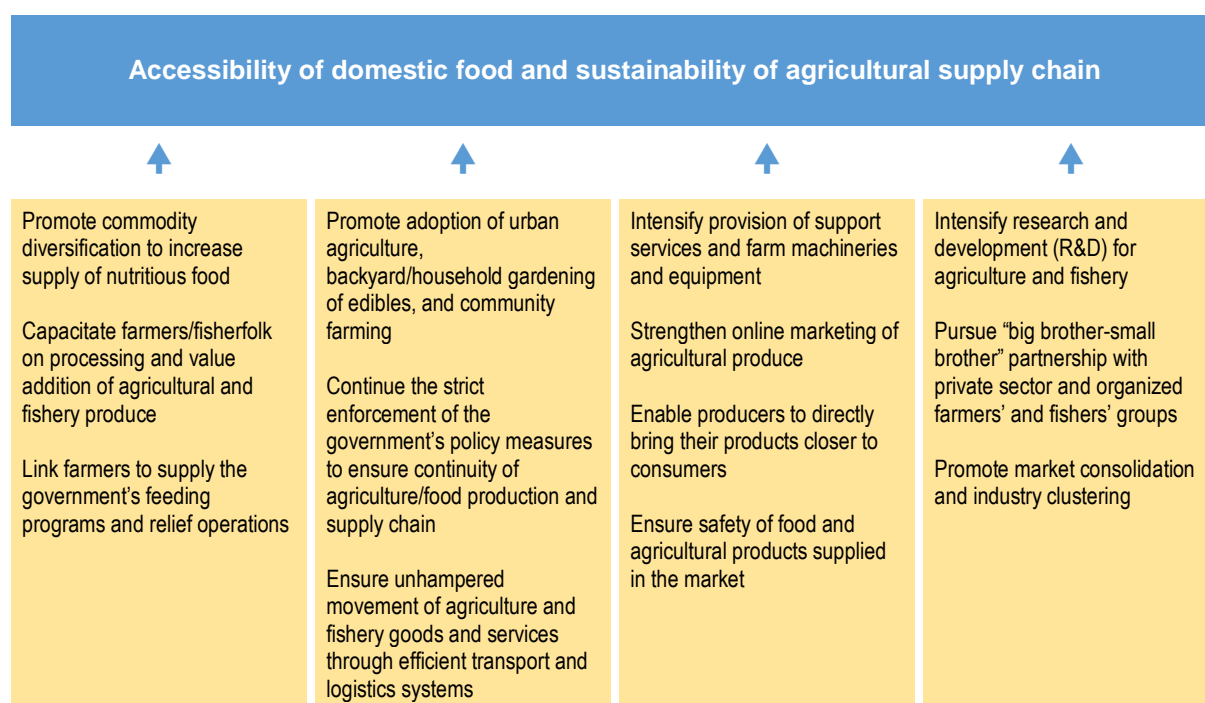 Accessibility of domestic food and sustainability of agricultural supply chain
Promote commodity
diversification to increase
supply of nutritious food
Capacitate farmers/fisherfolk
on processing and value
addition of agricultural and
fishery produce
Link farmers to supply the
government’s feeding
programs and relief operations
Promote adoption of urban
agriculture,
backyard/household gardening
of edibles, and community
farming
Continue the strict
enforcement of the
government’s policy measures
to ensure continuity of
agriculture/food production and
supply chain
Ensure unhampered
movement of agriculture and
fishery goods and services
through efficient transport and
logistics systems
Intensify provision of support
services and farm machineries
and equipment
Strengthen online marketing of
agricultural produce
Enable producers to directly
bring their products closer to
consumers
Ensure safety of food and
agricultural products supplied
in the market
Intensify research and
development (R&D) for
agriculture and fishery
Pursue “big brother-small
brother” partnership with
private sector and organized
farmers’ and fishers’ groups
Promote market consolidation
and industry clustering